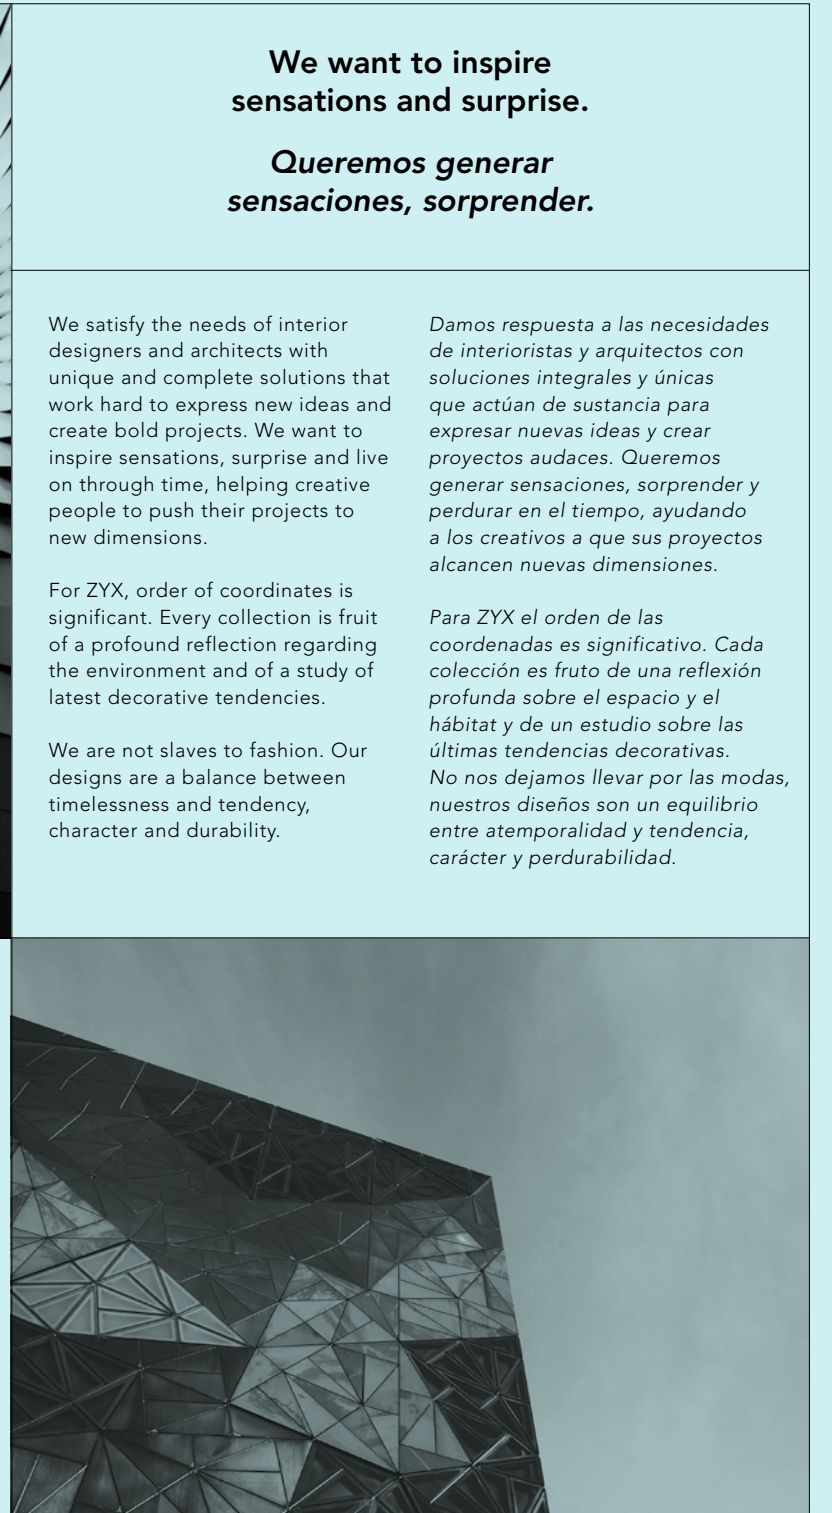 We want to inspire
sensations and surprise.
Queremos generar
sensaciones, sorprender.
We satisfy the needs of interior
designers and architects with
unique and complete solutions that
work hard to express new ideas and
create bold projects. We want to
inspire sensations, surprise and live
on through time, helping creative
people to push their projects to
new dimensions.
For ZYX, order of coordinates is
significant. Every collection is fruit
of a profound reflection regarding
the environment and of a study of
latest decorative tendencies.
We are not slaves to fashion. Our
designs are a balance between
timelessness and tendency,
character and durability.
Damos respuesta a las necesidades
de interioristas y arquitectos con
soluciones integrales y únicas
que actúan de sustancia para
expresar nuevas ideas y crear
proyectos audaces. Queremos
generar sensaciones, sorprender y
perdurar en el tiempo, ayudando
a los creativos a que sus proyectos
alcancen nuevas dimensiones.
Para ZYX el orden de las
coordenadas es significativo. Cada
colección es fruto de una reflexión
profunda sobre el espacio y el
hábitat y de un estudio sobre las
últimas tendencias decorativas.
No nos dejamos llevar por las modas,
nuestros diseños son un equilibrio
entre atemporalidad y tendencia,
carácter y perdurabilidad.